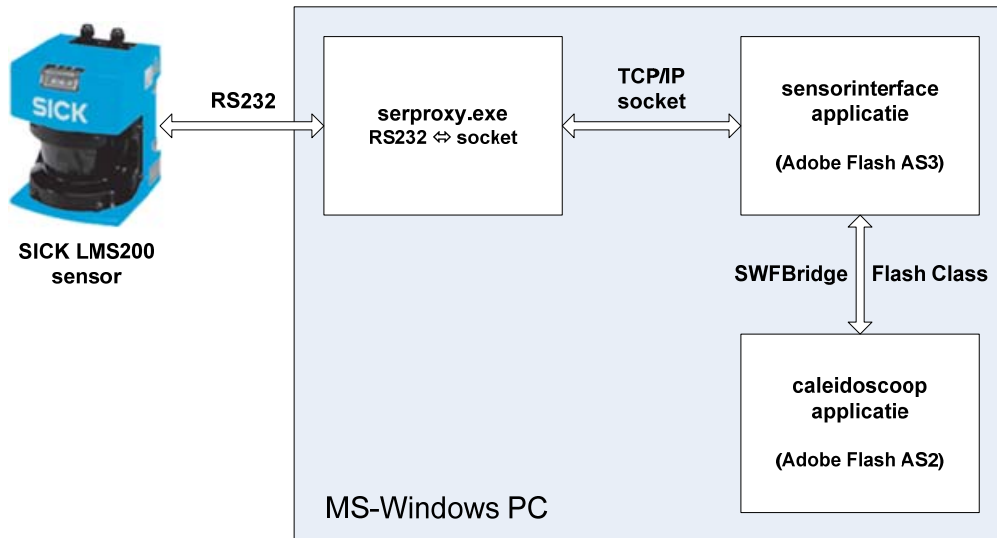 SICK
SICK LMS200
sensor
RS232
serproxy.exe
RS232 ⇔ socket
TCP/IP
socket
sensorinterface
applicatie
(Adobe Flash AS3)
SWFBridge
Flash Class
caleidoscoop
applicatie
(Adobe Flash AS2)
MS-Windows PC